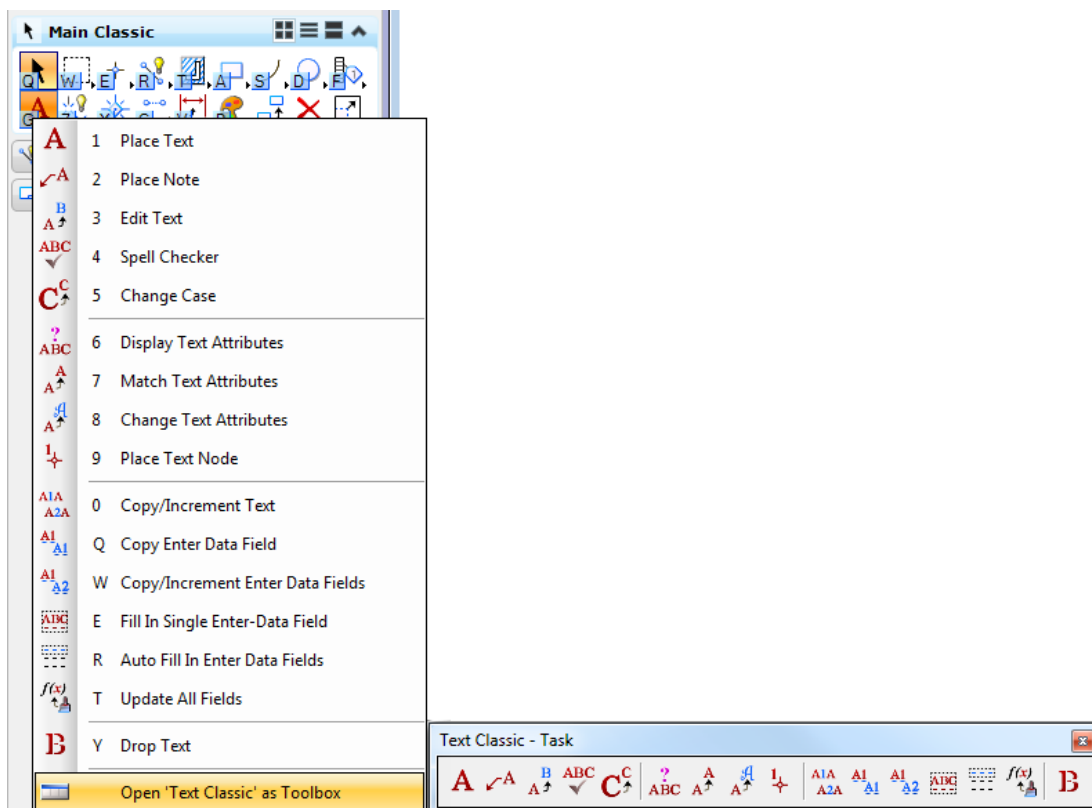 Main Classic
Q W E R T A S D F
G
1 Place Text
2 Place Note
3 Edit Text
4 Spell Checker
5 Change Case
6 Display Text Attributes
7 Match Text Attributes
8 Change Text Attributes
9 Place Text Node
0 Copy/Increment Text
Q Copy Enter Data Field
W Copy/Increment Enter Data Fields
E Fill In Single Enter-Data Field
R Auto Fill In Enter Data Fields
T Update All Fields
Y Drop Text
Open 'Text Classic' as Toolbox
Text Classic - Task